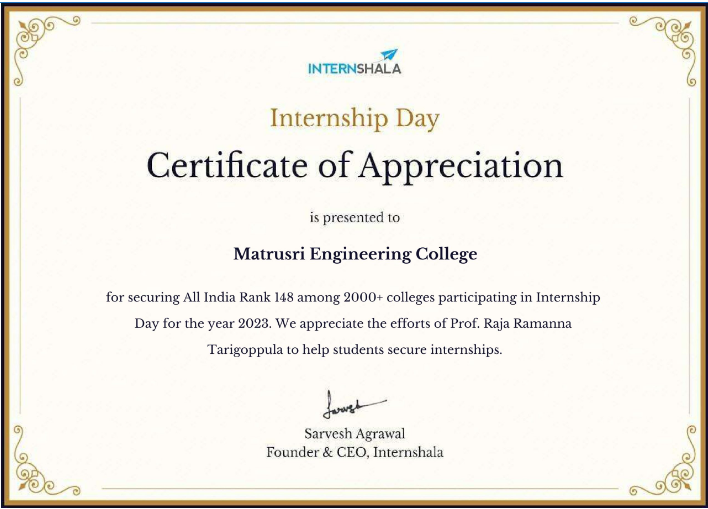 INTERNSHALA
Internship Day
Certificate of Appreciation
is presented to
Matrusri Engineering College
for securing All India Rank 148 among 2000+ colleges participating in Internship
Day for the year 2023. We appreciate the efforts of Prof. Raja Ramanna
Tarigoppula to help students secure internships.
Sarvesh
Sarvesh Agrawal
Founder & CEO, Internshala